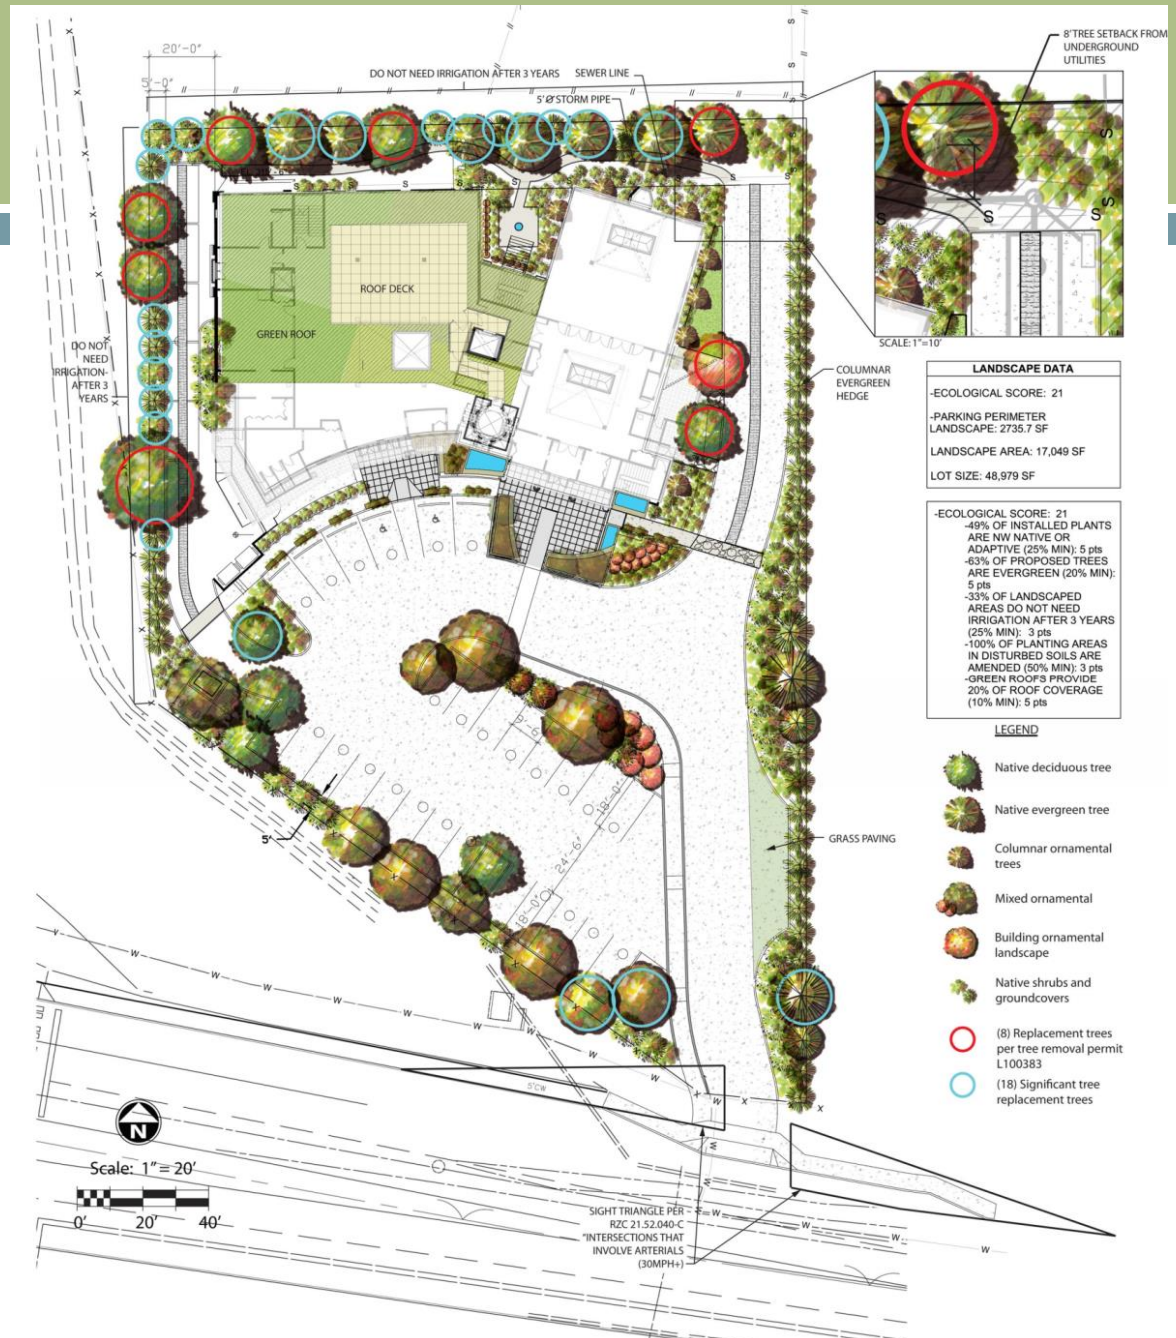 20'-0"
5'-0"
DO NOT NEED IRRIGATION AFTER 3 YEARS
SEWER LINE
5'Ø STORM PIPE
8' TREE SETBACK FROM
UNDERGROUND
UTILITIES
ROOF DECK
GREEN ROOF
DO NOT
NEED
IRRIGATION-
AFTER 3
YEARS
SCALE: 1"=10'
COLUMNAR
EVERGREEN
HEDGE
LANDSCAPE DATA
-ECOLOGICAL SCORE: 21
-PARKING PERIMETER
LANDSCAPE: 2735.7 SF
LANDSCAPE AREA: 17,049 SF
LOT SIZE: 48,979 SF
-ECOLOGICAL SCORE: 21
-49% OF INSTALLED PLANTS
ARE NW NATIVE OR
ADAPTIVE (25% MIN): 5 pts
-63% OF PROPOSED TREES
ARE EVERGREEN (20% MIN):
5 pts
-33% OF LANDSCAPED
AREAS DO NOT NEED
IRRIGATION AFTER 3 YEARS
(25% MIN): 3 pts
-100% OF PLANTING AREAS
IN DISTURBED SOILS ARE
AMENDED (50% MIN): 3 pts
-GREEN ROOFS PROVIDE
20% OF ROOF COVERAGE
(10% MIN): 5 pts
LEGEND
Native deciduous tree
Native evergreen tree
Columnar ornamental
trees
Mixed ornamental
Building ornamental
landscape
Native shrubs and
groundcovers
(8) Replacement trees
per tree removal permit
L100383
(18) Significant tree
replacement trees
18'-0"
24'-6"
18'-0"
5'
GRASS PAVING
5'CW
N
Scale: 1" = 20'
0' 20' 40'
SIGHT TRIANGLE PER
RZC 21.52.040-C
"INTERSECTIONS THAT
INVOLVE ARTERIALS
(30MPH+)